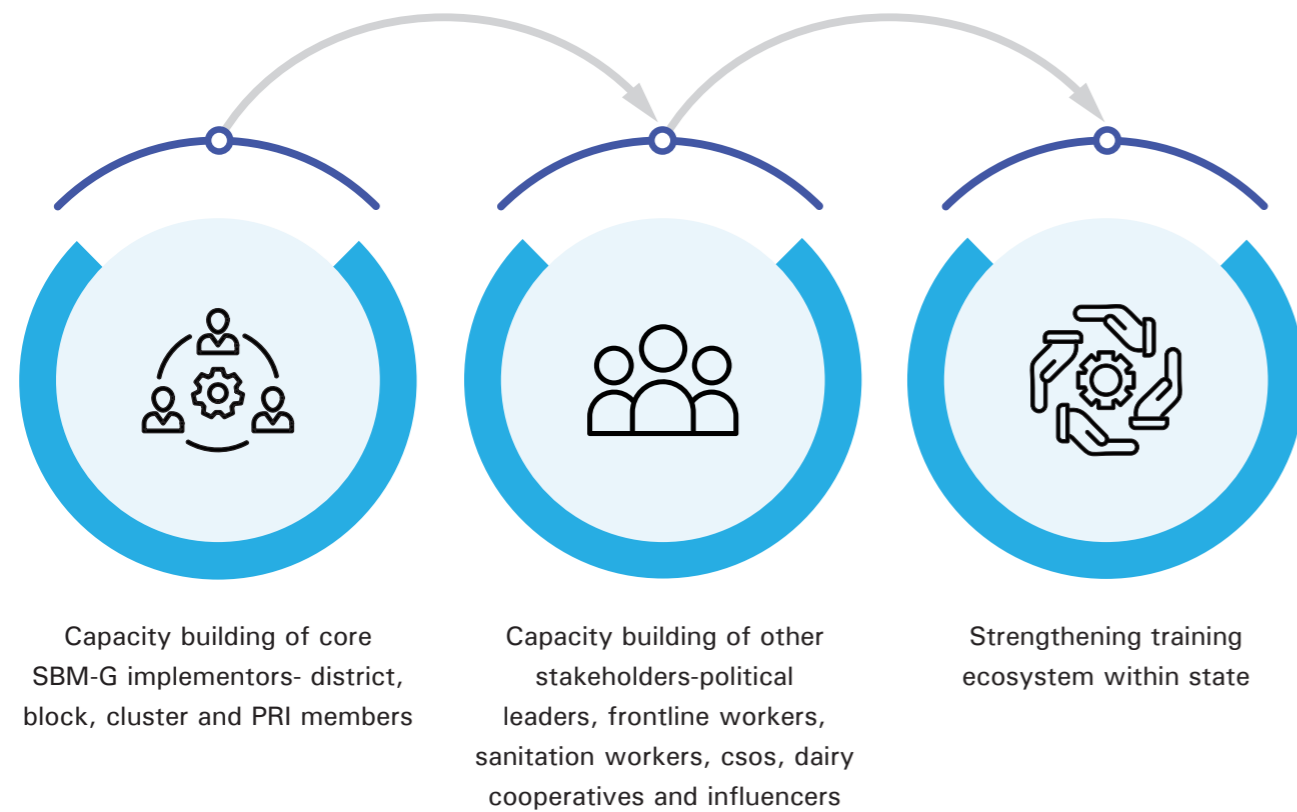 Capacity building of core
SBM-G implementors- district,
block, cluster and PRI members
Capacity building of other
stakeholders-political
leaders, frontline workers,
sanitation workers, csos, dairy
cooperatives and influencers
Strengthening training
ecosystem within state